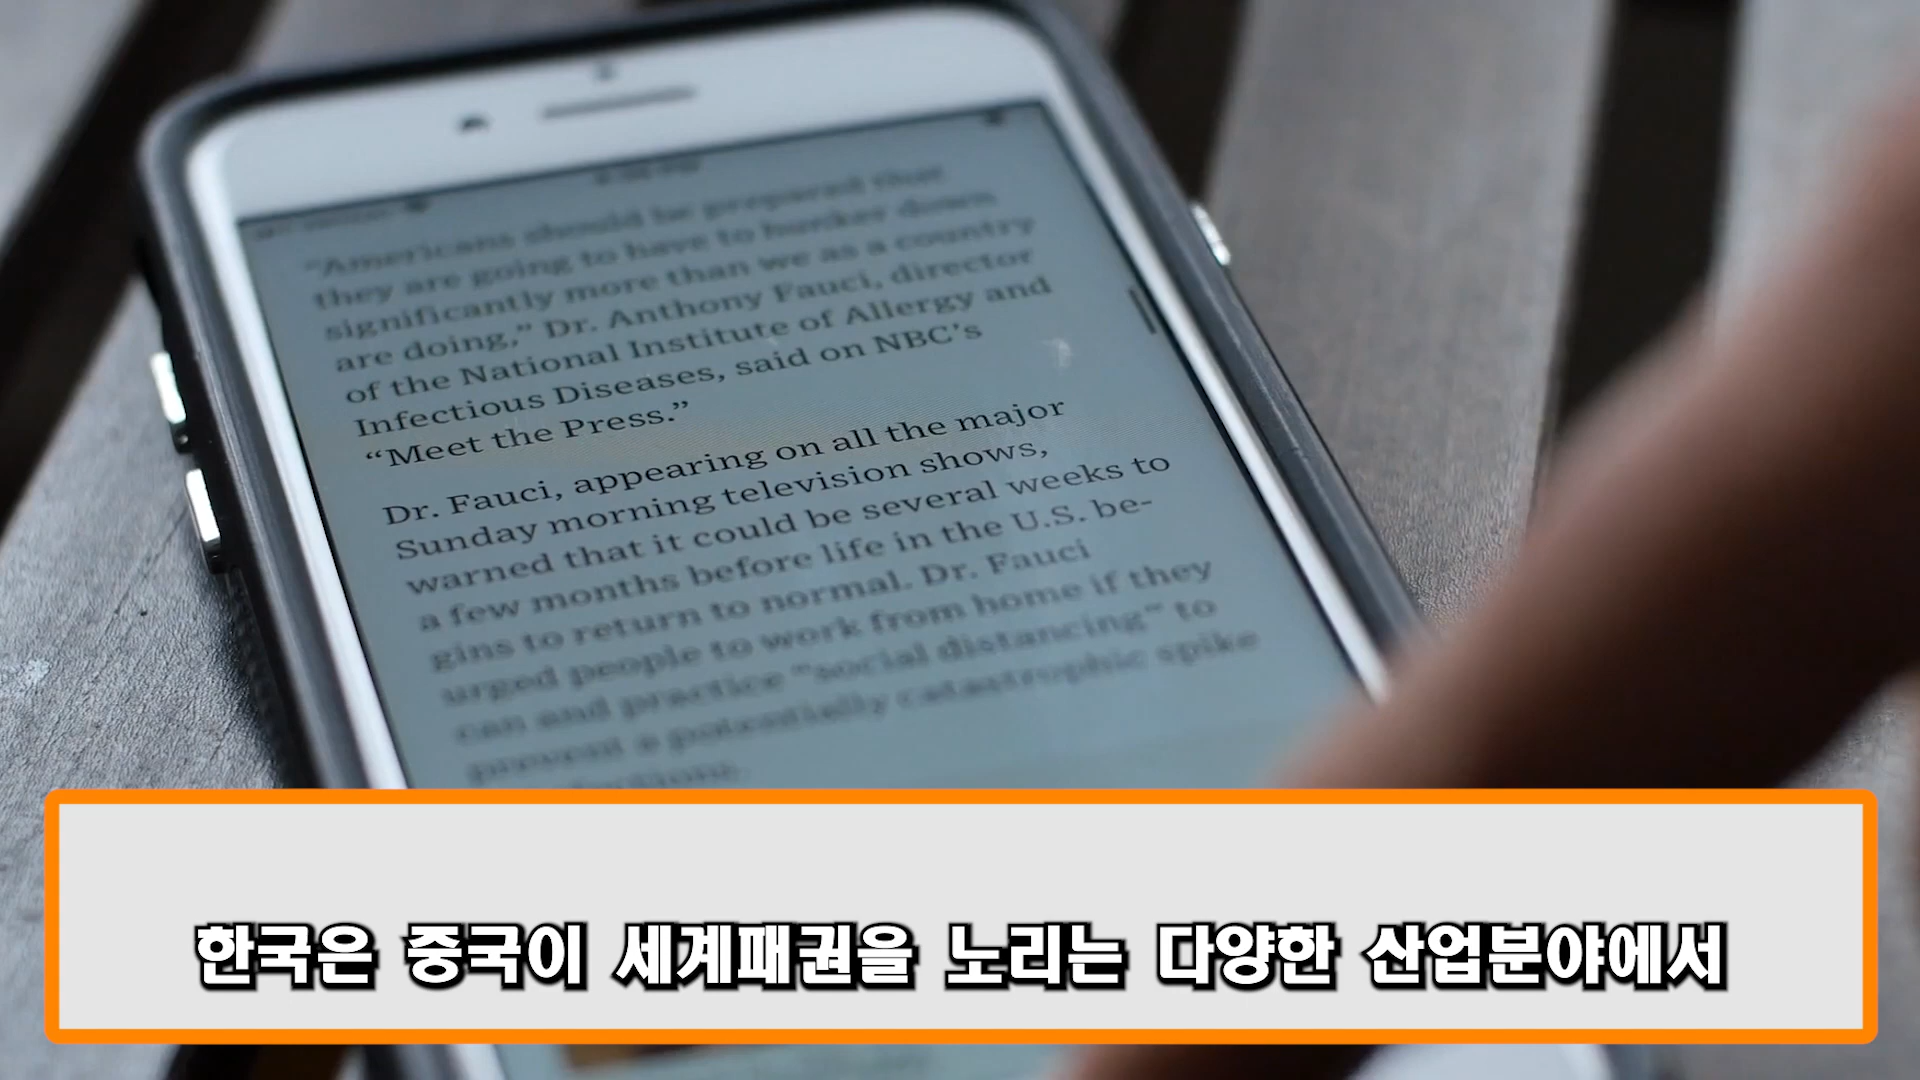 “Americans should be prepared that
they are going to have to hunker down
significantly more than we as a country
are doing,” Dr. Anthony Fauci, director
of the National Institute of Allergy and
Infectious Diseases, said on NBC’s
“Meet the Press.”
Dr. Fauci, appearing on all the major
Sunday morning television shows,
warned that it could be several weeks to
a few months before life in the U.S. be-
gins to return to normal. Dr. Fauci
urged people to work from home if they
can and practice “social distancing” to
prevent a potentially catastrophic spike
한국은 중국이 세계패권을 노리는 다양한 산업분야에서